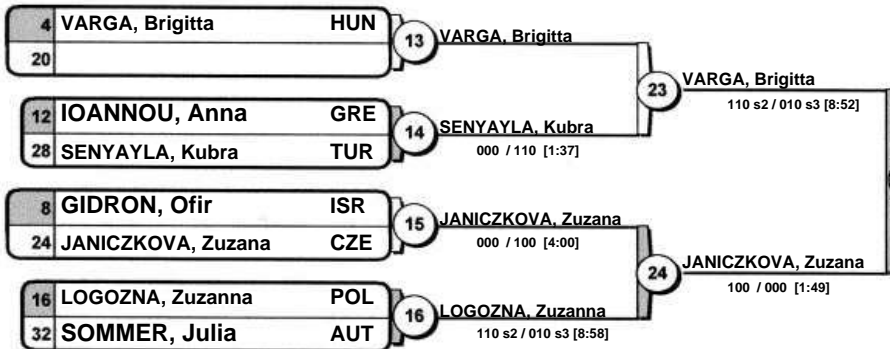 4 VARGA, Brigitta HUN
20
13 VARGA, Brigitta
12 IOANNOU, Anna GRE
28 SENYAYLA, Kubra TUR
14 SENYAYLA, Kubra
000 / 110 [1:37]
23 VARGA, Brigitta
110 s2 / 010 s3 [8:52]
8 GIDRON, Ofir ISR
24 JANICZKOVA, Zuzana CZE
15 JANICZKOVA, Zuzana
000 / 100 [4:00]
16 LOGOZNA, Zuzanna POL
32 SOMMER, Julia AUT
16 LOGOZNA, Zuzanna
110 s2 / 010 s3 [8:58]
24 JANICZKOVA, Zuzana
100 / 000 [1:49]